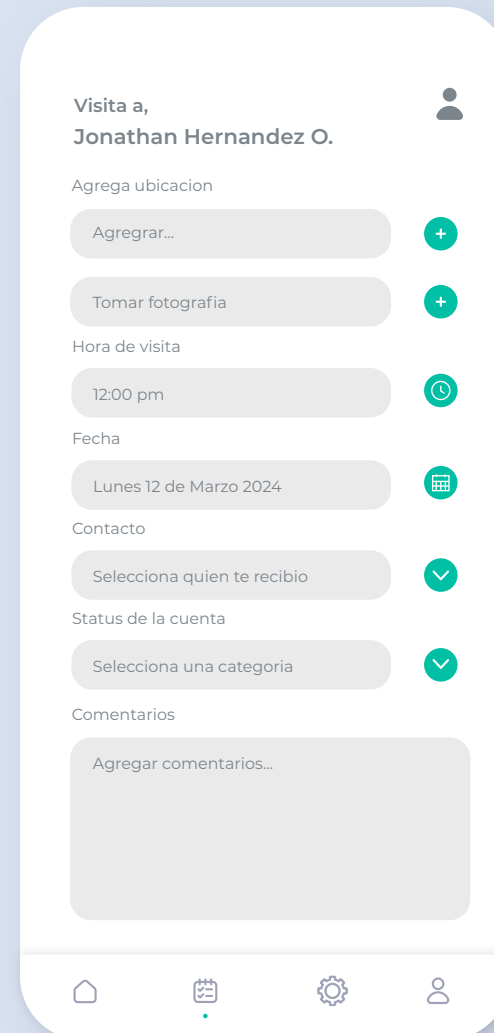 Visita a,
Jonathan Hernandez O.
Agrega ubicacion
Agregrar...
Tomar fotografia
Hora de visita
12:00 pm
Fecha
Lunes 12 de Marzo 2024
Contacto
Selecciona quien te recibio
Status de la cuenta
Selecciona una categoria
Comentarios
Agregar comentarios...